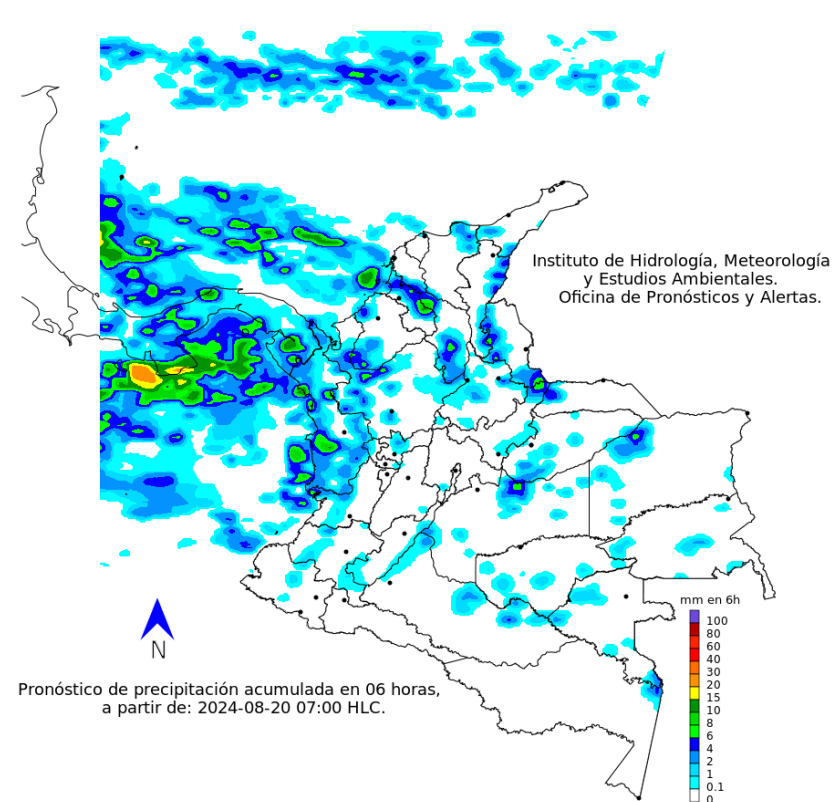 Instituto de Hidrología, Meteorología
y Estudios Ambientales.
Oficina de Pronósticos y Alertas.
N
mm en 6h
100
80
60
40
30
20
15
10
8
6
4
2
1
0.1
0
Pronóstico de precipitación acumulada en 06 horas,
a partir de: 2024-08-20 07:00 HLC.